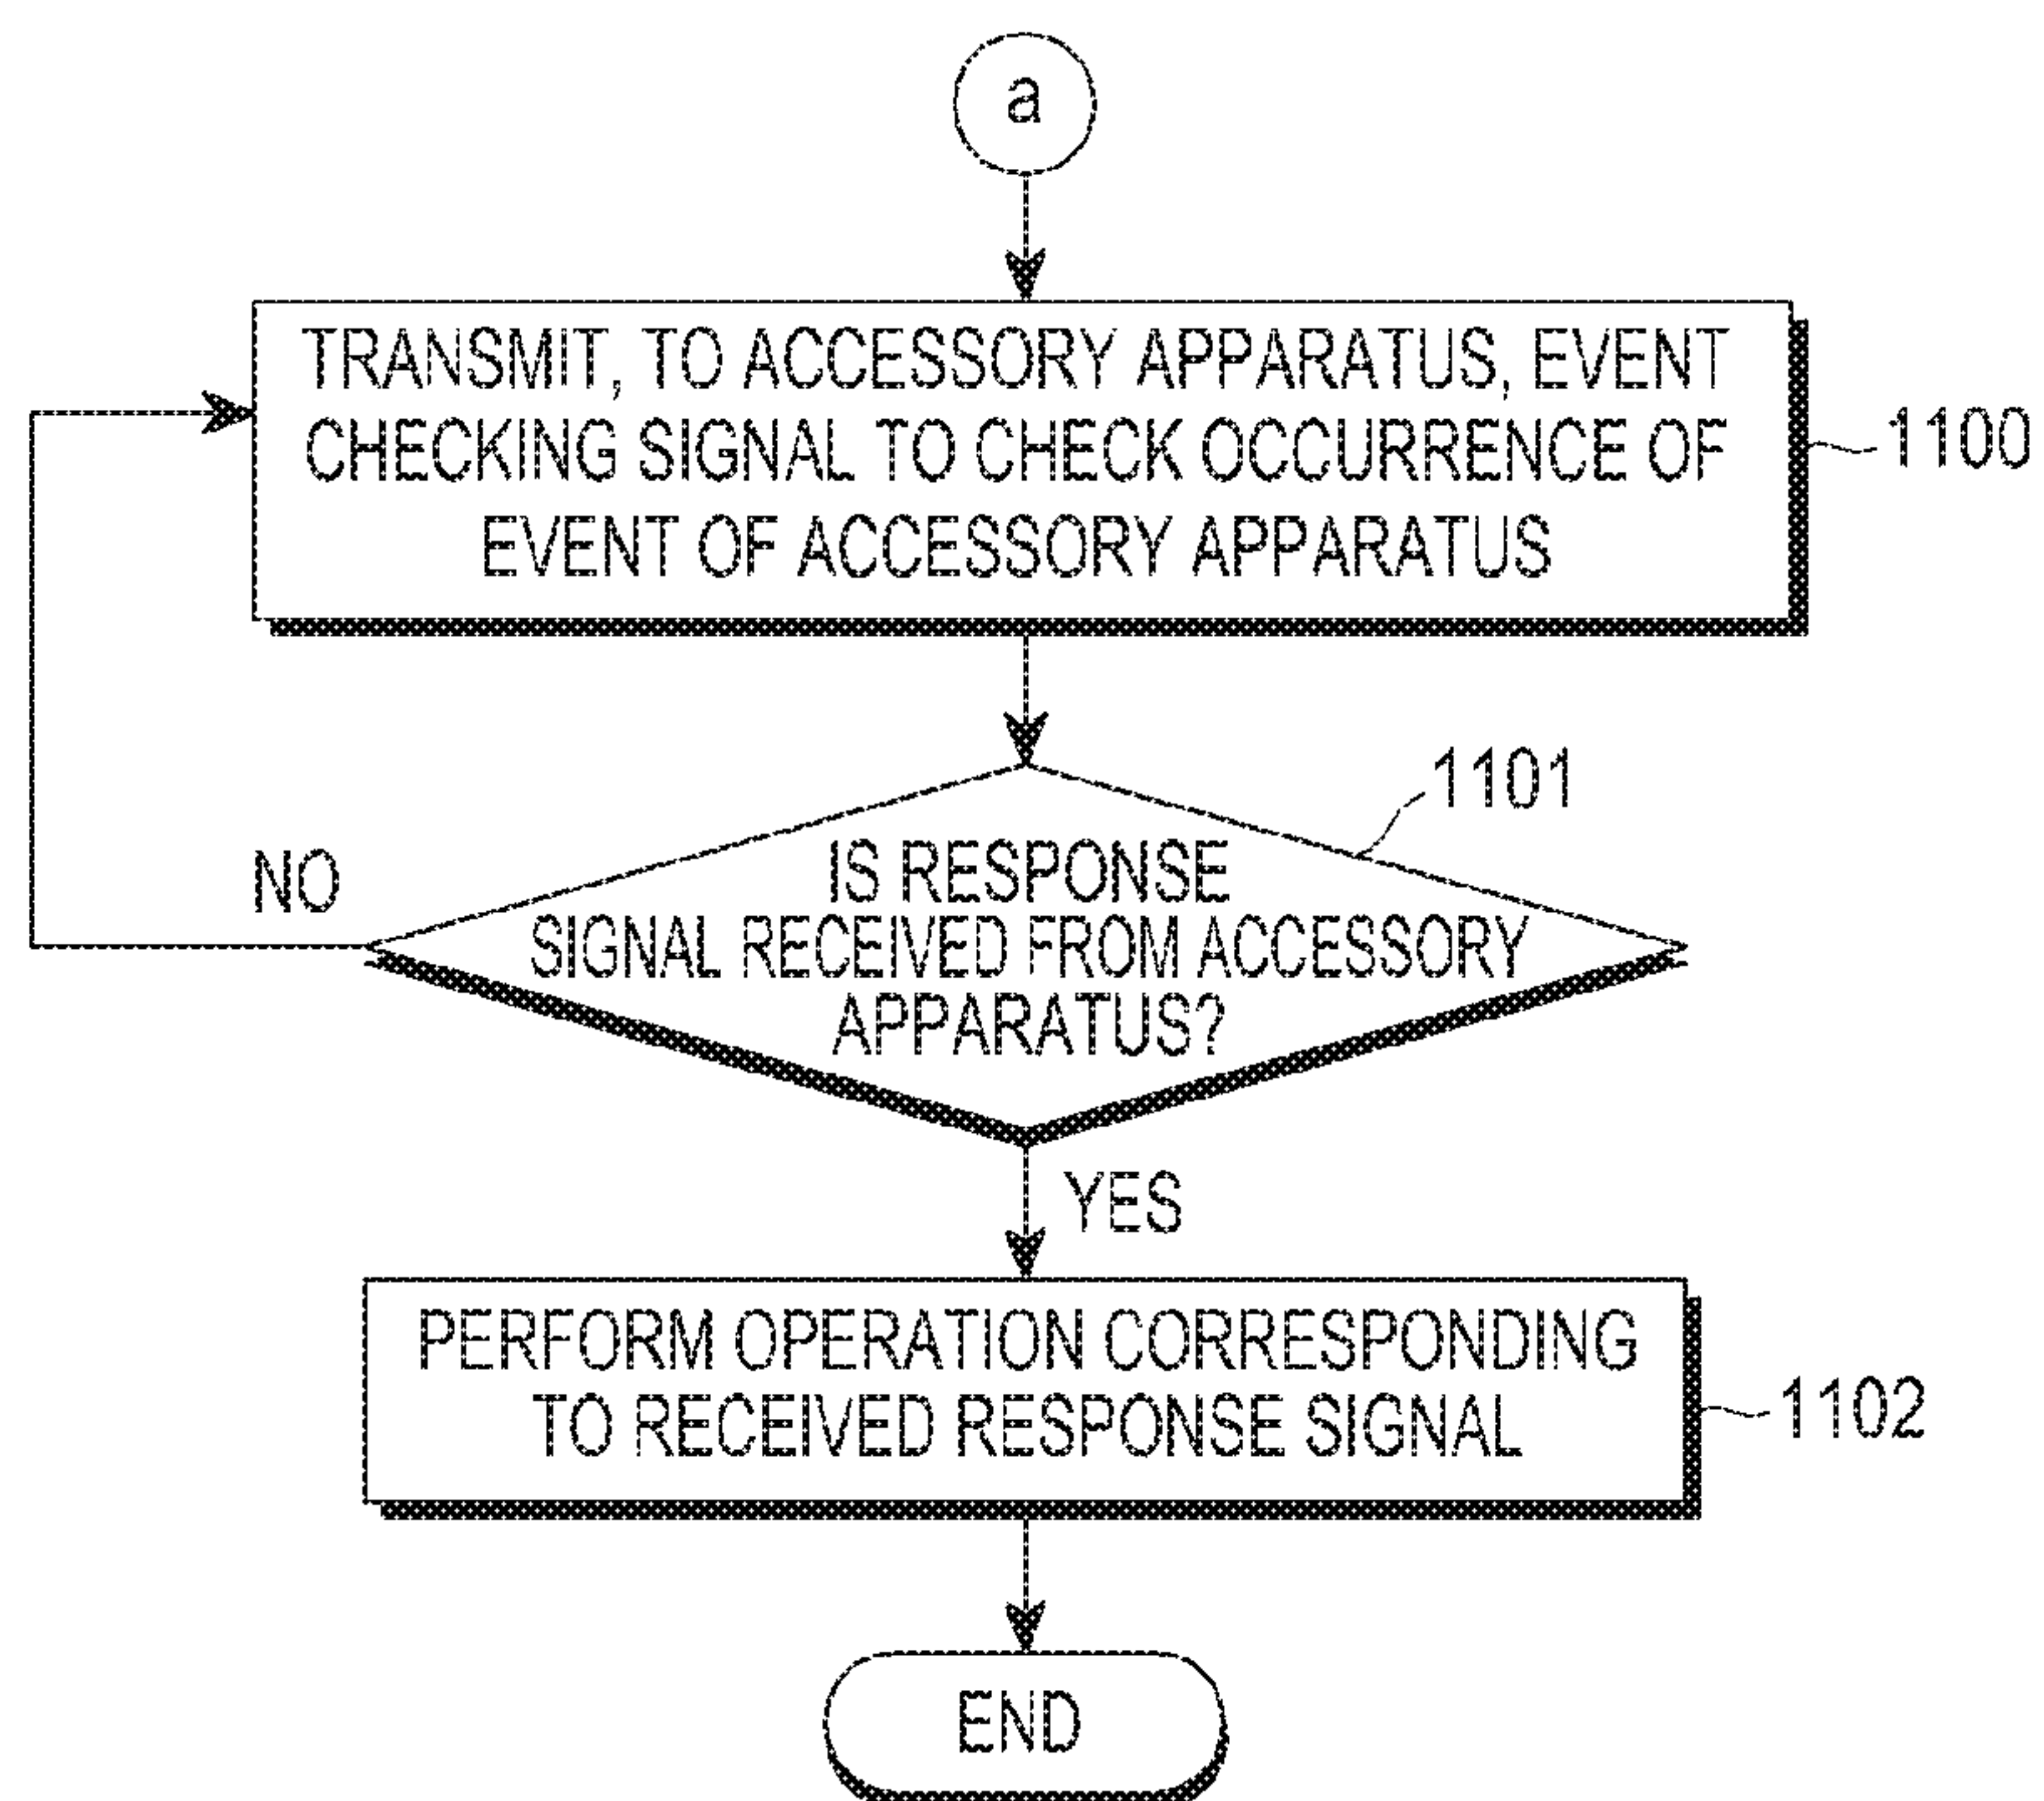 a
TRANSMIT, TO ACCESSORY APPARATUS, EVENT
CHECKING SIGNAL TO CHECK OCCURRENCE OF
EVENT OF ACCESSORY APPARATUS
1100
1101
IS RESPONSE
SIGNAL RECEIVED FROM ACCESSORY
APPARATUS?
NO
YES
PERFORM OPERATION CORRESPONDING
TO RECEIVED RESPONSE SIGNAL
1102
END